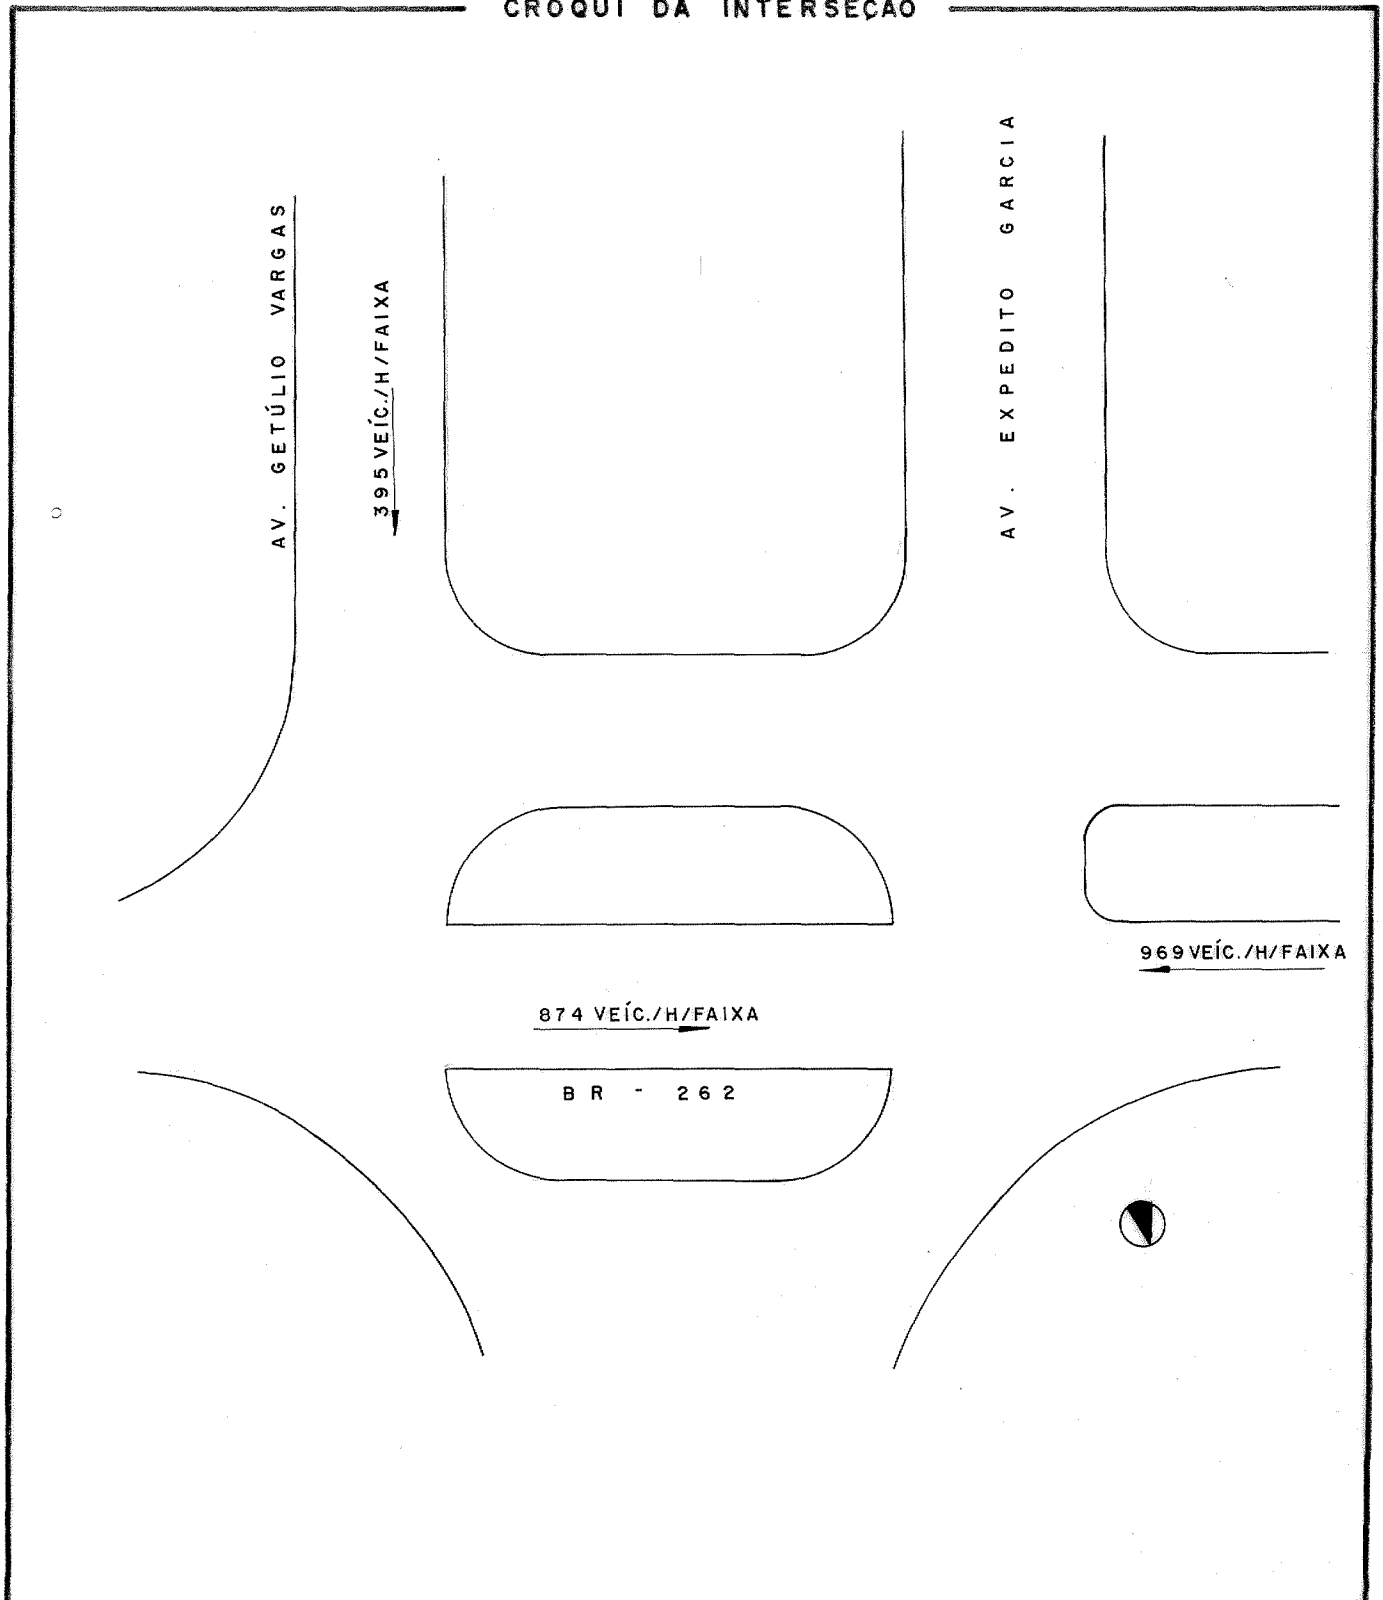 CROQUI DA INTERSEÇÃO
AV. EXPEDITO GARCIA
AV. GETÚLIO VARGAS
395 VEÍC./H/FAIXA
969 VEÍC./H/FAIXA
874 VEÍC./H/FAIXA
BR - 262